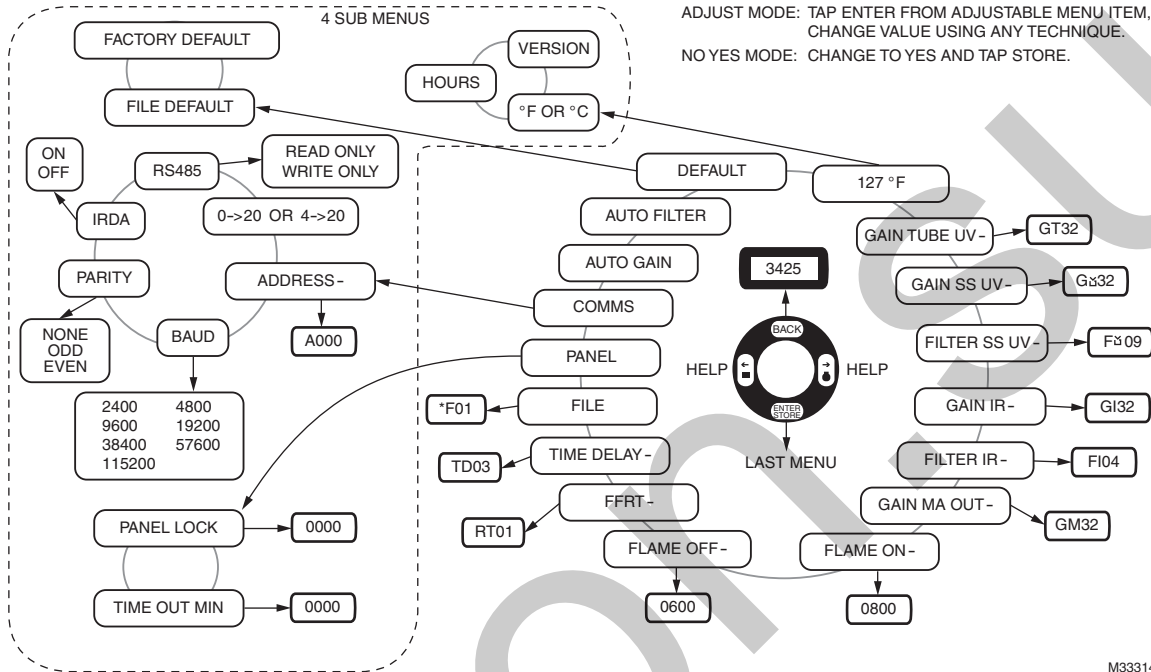 4 SUB MENUS
ADJUST MODE: TAP ENTER FROM ADJUSTABLE MENU ITEM,
CHANGE VALUE USING ANY TECHNIQUE.
NO YES MODE: CHANGE TO YES AND TAP STORE.
FACTORY DEFAULT
FILE DEFAULT
VERSION
HOURS
°F OR °C
ON
OFF
RS485
READ ONLY
WRITE ONLY
IRDA
0->20 OR 4->20
PARITY
ADDRESS-
NONE
ODD
EVEN
BAUD
A000
2400 4800
9600 19200
38400 57600
115200
PANEL LOCK
0000
TIME OUT MIN
0000
DEFAULT
127 °F
AUTO FILTER
AUTO GAIN
COMMS
PANEL
FILE
*F01
TIME DELAY-
TD03
FFRT-
RT01
FLAME OFF-
0600
FLAME ON-
0800
GAIN TUBE UV-
GT32
GAIN SS UV-
Gŭ32
FILTER SS UV-
Fŭ09
GAIN IR-
GI32
FILTER IR-
FI04
GAIN MA OUT-
GM32
3425
BACK
HELP
HELP
ENTER
STORE
LAST MENU
M33314